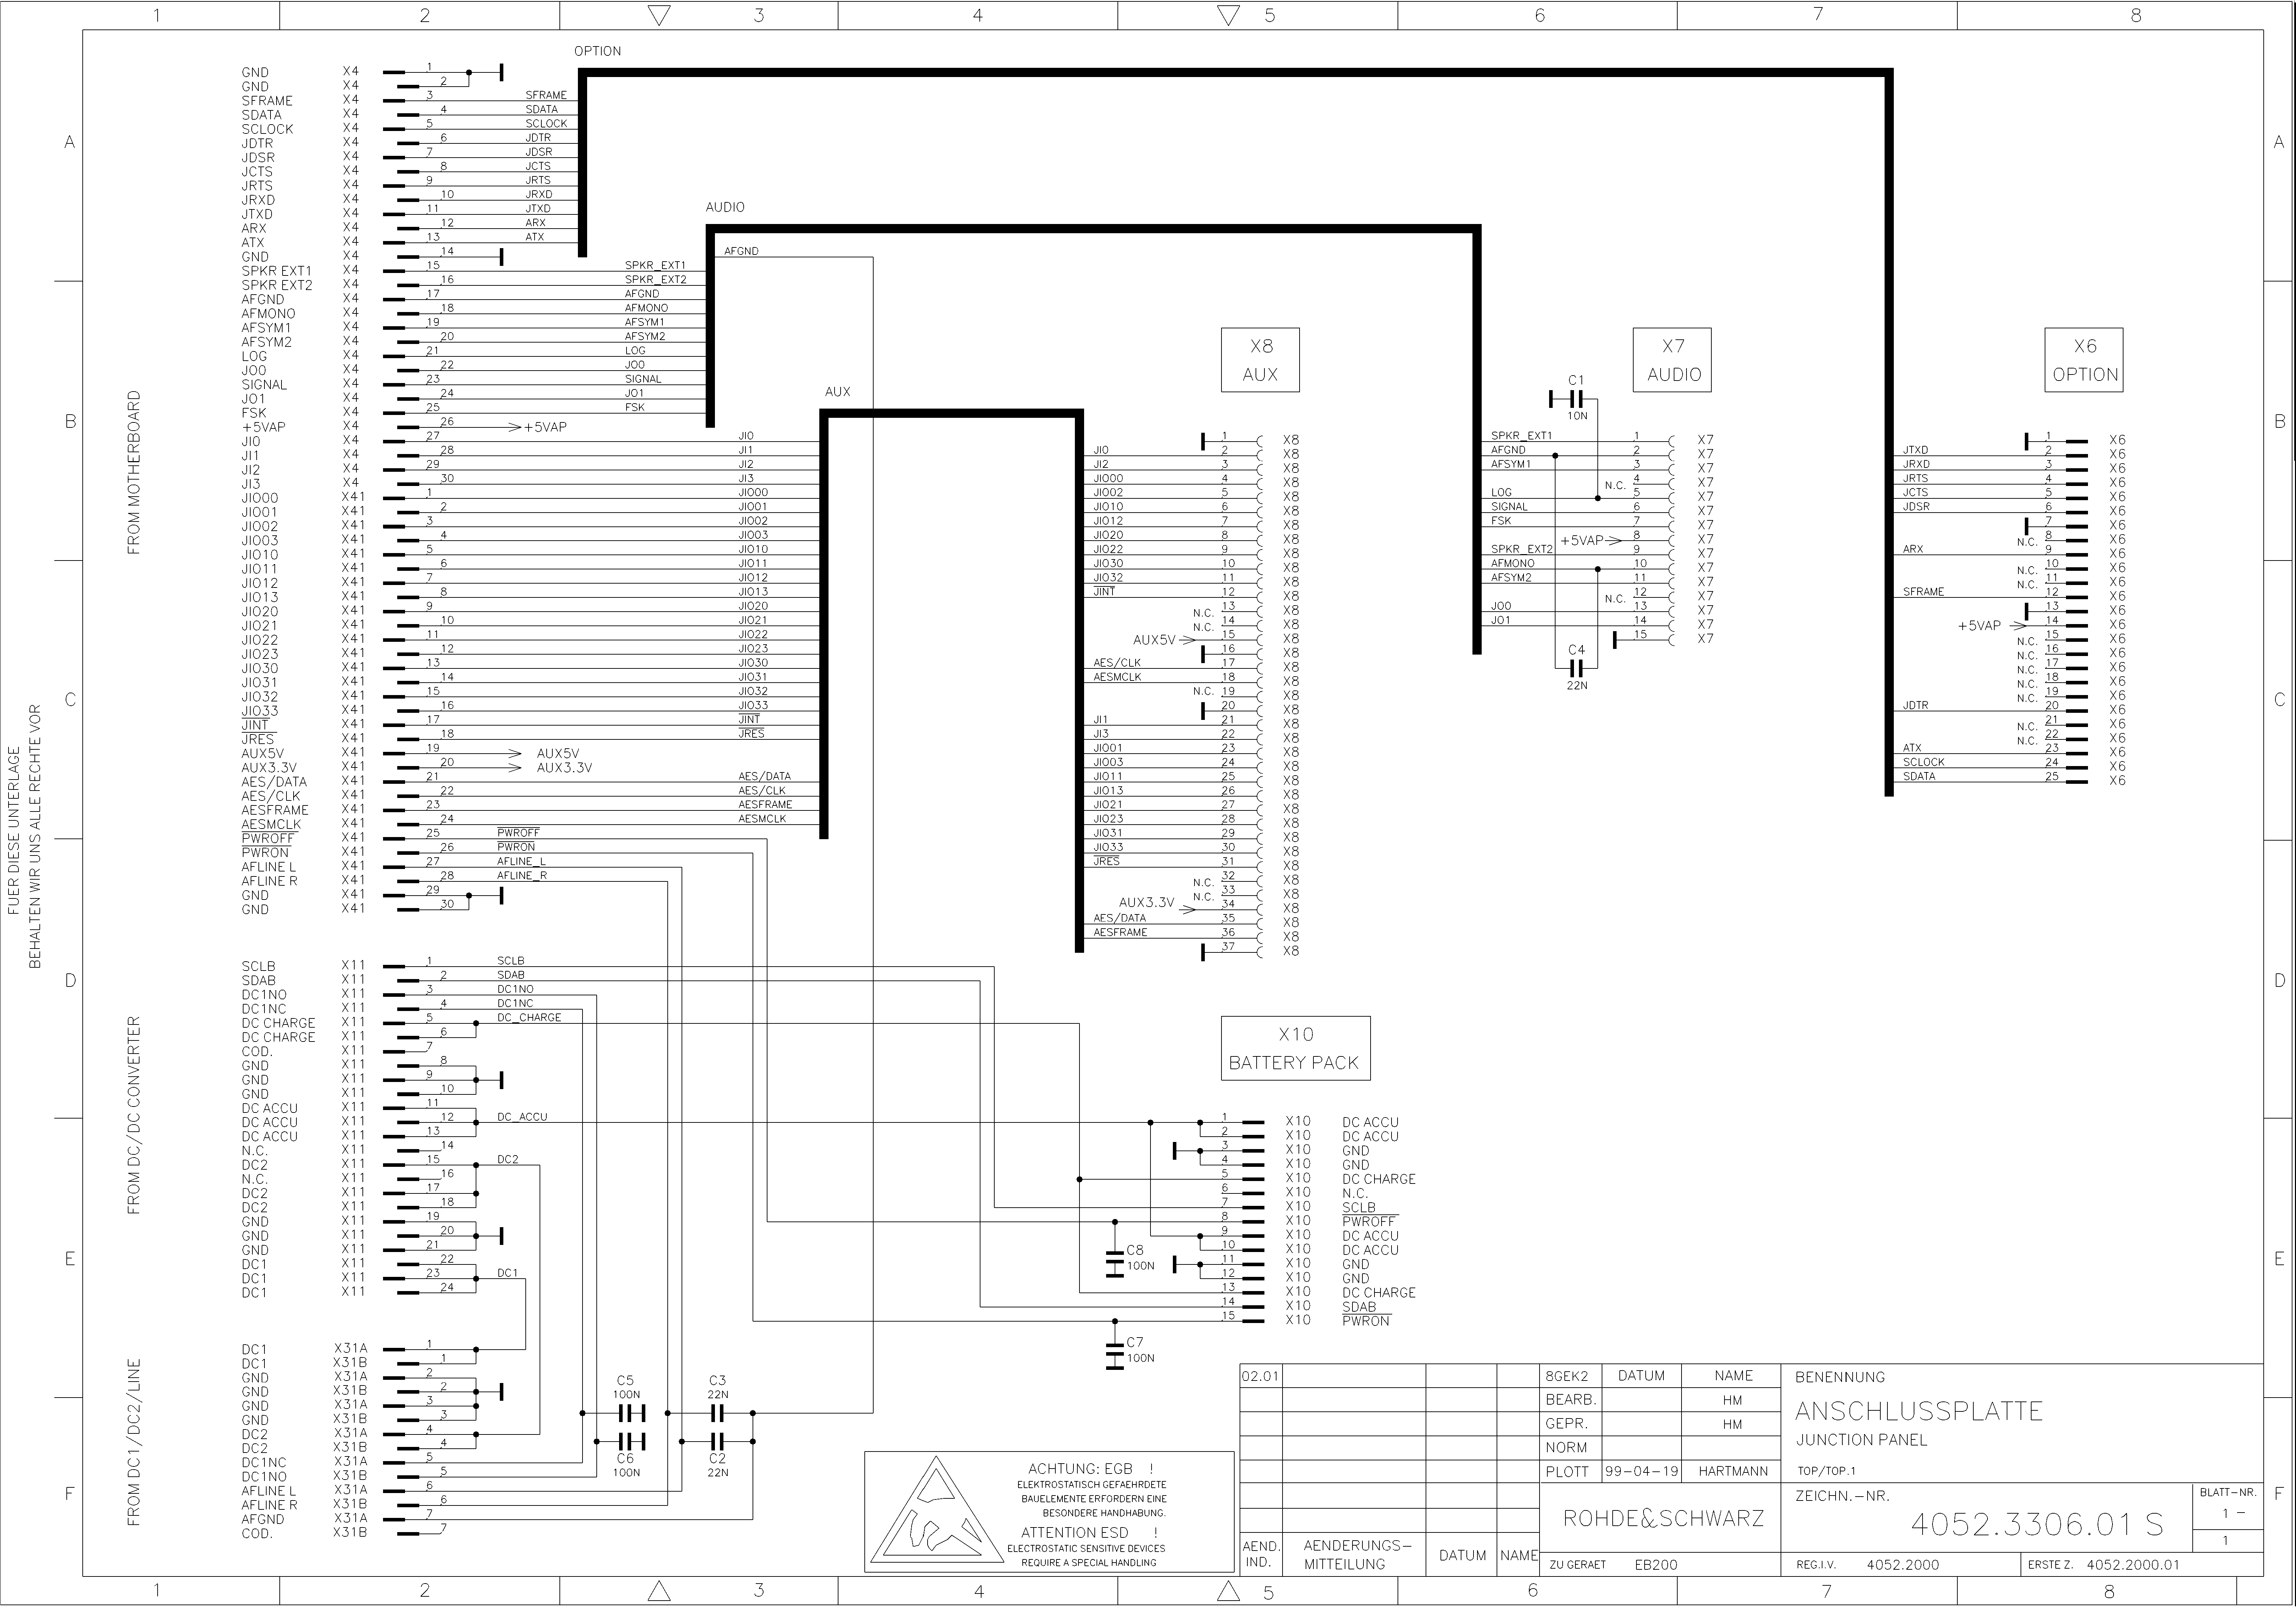 1 2 3 4 5 6 7 8
A A
B B
C C
D D
E E
F F
FUER DIESE UNTERLAGE
BEHALTEN WIR UNS ALLE RECHTE VOR
FROM MOTHERBOARD
OPTION
GND X4 1
GND X4 2
SFRAME X4 3 SFRAME
SDATA X4 4 SDATA
SCLOCK X4 5 SCLOCK
JDTR X4 6 JDTR
JDSR X4 7 JDSR
JCTS X4 8 JCTS
JRTS X4 9 JRTS
JRXD X4 10 JRXD
JTXD X4 11 JTXD
ARX X4 12 ARX
ATX X4 13 ATX
GND X4 14
AUDIO
AFGND
SPKR EXT1 X4 15 SPKR_EXT1
SPKR EXT2 X4 16 SPKR_EXT2
AFGND X4 17 AFGND
AFMONO X4 18 AFMONO
AFSYM1 X4 19 AFSYM1
AFSYM2 X4 20 AFSYM2
LOG X4 21 LOG
JO0 X4 22 JO0
SIGNAL X4 23 SIGNAL
JO1 X4 24 JO1
FSK X4 25 FSK
+5VAP X4 26 +5VAP
AUX
JI0 X4 27 JI0
JI1 X4 28 JI1
JI2 X4 29 JI2
JI3 X4 30 JI3
JIO00 X41 1 JIO00
JIO01 X41 2 JIO01
JIO02 X41 3 JIO02
JIO03 X41 4 JIO03
JIO10 X41 5 JIO10
JIO11 X41 6 JIO11
JIO12 X41 7 JIO12
JIO13 X41 8 JIO13
JIO20 X41 9 JIO20
JIO21 X41 10 JIO21
JIO22 X41 11 JIO22
JIO23 X41 12 JIO23
JIO30 X41 13 JIO30
JIO31 X41 14 JIO31
JIO32 X41 15 JIO32
JIO33 X41 16 JIO33
JINT X41 17 JINT
JRES X41 18 JRES
AUX5V X41 19 AUX5V
AUX3.3V X41 20 AUX3.3V
AES/DATA X41 21 AES/DATA
AES/CLK X41 22 AES/CLK
AESFRAME X41 23 AESFRAME
AESMCLK X41 24 AESMCLK
PWROFF X41 25 PWROFF
PWRON X41 26 PWRON
AFLINE L X41 27 AFLINE_L
AFLINE R X41 28 AFLINE_R
GND X41 29
GND X41 30
X8
AUX
1 X8
JI0 2 X8
JI2 3 X8
JIO00 4 X8
JIO02 5 X8
JIO10 6 X8
JIO12 7 X8
JIO20 8 X8
JIO22 9 X8
JIO30 10 X8
JIO32 11 X8
JINT 12 X8
N.C. 13 X8
N.C. 14 X8
AUX5V 15 X8
16 X8
AES/CLK 17 X8
AESMCLK 18 X8
N.C. 19 X8
20 X8
JI1 21 X8
JI3 22 X8
JIO01 23 X8
JIO03 24 X8
JIO11 25 X8
JIO13 26 X8
JIO21 27 X8
JIO23 28 X8
JIO31 29 X8
JIO33 30 X8
JRES 31 X8
N.C. 32 X8
N.C. 33 X8
AUX3.3V 34 X8
AES/DATA 35 X8
AESFRAME 36 X8
37 X8
X7
AUDIO
C1
10N
SPKR_EXT1 1 X7
AFGND 2 X7
AFSYM1 3 X7
N.C. 4 X7
LOG 5 X7
SIGNAL 6 X7
FSK 7 X7
+5VAP 8 X7
SPKR_EXT2 9 X7
AFMONO 10 X7
AFSYM2 11 X7
N.C. 12 X7
JO0 13 X7
JO1 14 X7
15 X7
C4
22N
X6
OPTION
1 X6
JTXD 2 X6
JRXD 3 X6
JRTS 4 X6
JCTS 5 X6
JDSR 6 X6
7 X6
N.C. 8 X6
ARX 9 X6
N.C. 10 X6
N.C. 11 X6
SFRAME 12 X6
13 X6
+5VAP 14 X6
N.C. 15 X6
N.C. 16 X6
N.C. 17 X6
N.C. 18 X6
N.C. 19 X6
JDTR 20 X6
N.C. 21 X6
N.C. 22 X6
ATX 23 X6
SCLOCK 24 X6
SDATA 25 X6
FROM DC/DC CONVERTER
SCLB X11 1 SCLB
SDAB X11 2 SDAB
DC1NO X11 3 DC1NO
DC1NC X11 4 DC1NC
DC CHARGE X11 5 DC_CHARGE
DC CHARGE X11 6
COD. X11 7
GND X11 8
GND X11 9
GND X11 10
DC ACCU X11 11
DC ACCU X11 12 DC_ACCU
DC ACCU X11 13
N.C. X11 14
DC2 X11 15 DC2
N.C. X11 16
DC2 X11 17
DC2 X11 18
GND X11 19
GND X11 20
GND X11 21
DC1 X11 22
DC1 X11 23 DC1
DC1 X11 24
X10
BATTERY PACK
1 X10 DC ACCU
2 X10 DC ACCU
3 X10 GND
4 X10 GND
5 X10 DC CHARGE
6 X10 N.C.
7 X10 SCLB
8 X10 PWROFF
9 X10 DC ACCU
10 X10 DC ACCU
11 X10 GND
12 X10 GND
13 X10 DC CHARGE
14 X10 SDAB
15 X10 PWRON
C8
100N
C7
100N
FROM DC1/DC2/LINE
DC1 X31A 1
DC1 X31B 1
GND X31A 2
GND X31B 2
GND X31A 3
GND X31B 3
DC2 X31A 4
DC2 X31B 4
DC1NC X31A 5
DC1NO X31B 5
AFLINE L X31A 6
AFLINE R X31B 6
AFGND X31A 7
COD. X31B 7
C5
100N
C6
100N
C3
22N
C2
22N
ACHTUNG: EGB !
ELEKTROSTATISCH GEFAEHRDETE
BAUELEMENTE ERFORDERN EINE
BESONDERE HANDHABUNG.
ATTENTION ESD !
ELECTROSTATIC SENSITIVE DEVICES
REQUIRE A SPECIAL HANDLING
02.01
AEND. IND.
AENDERUNGS-
MITTEILUNG
DATUM NAME
8GEK2 DATUM NAME
BEARB. HM
GEPR. HM
NORM
PLOTT 99-04-19 HARTMANN
ROHDE&SCHWARZ
ZU GERAET EB200
BENENNUNG
ANSCHLUSSPLATTE
JUNCTION PANEL
TOP/TOP.1
ZEICHN.-NR.
4052.3306.01 S
BLATT-NR.
1 -
1
REG.I.V. 4052.2000
ERSTE Z. 4052.2000.01
1 2 3 4 5 6 7 8